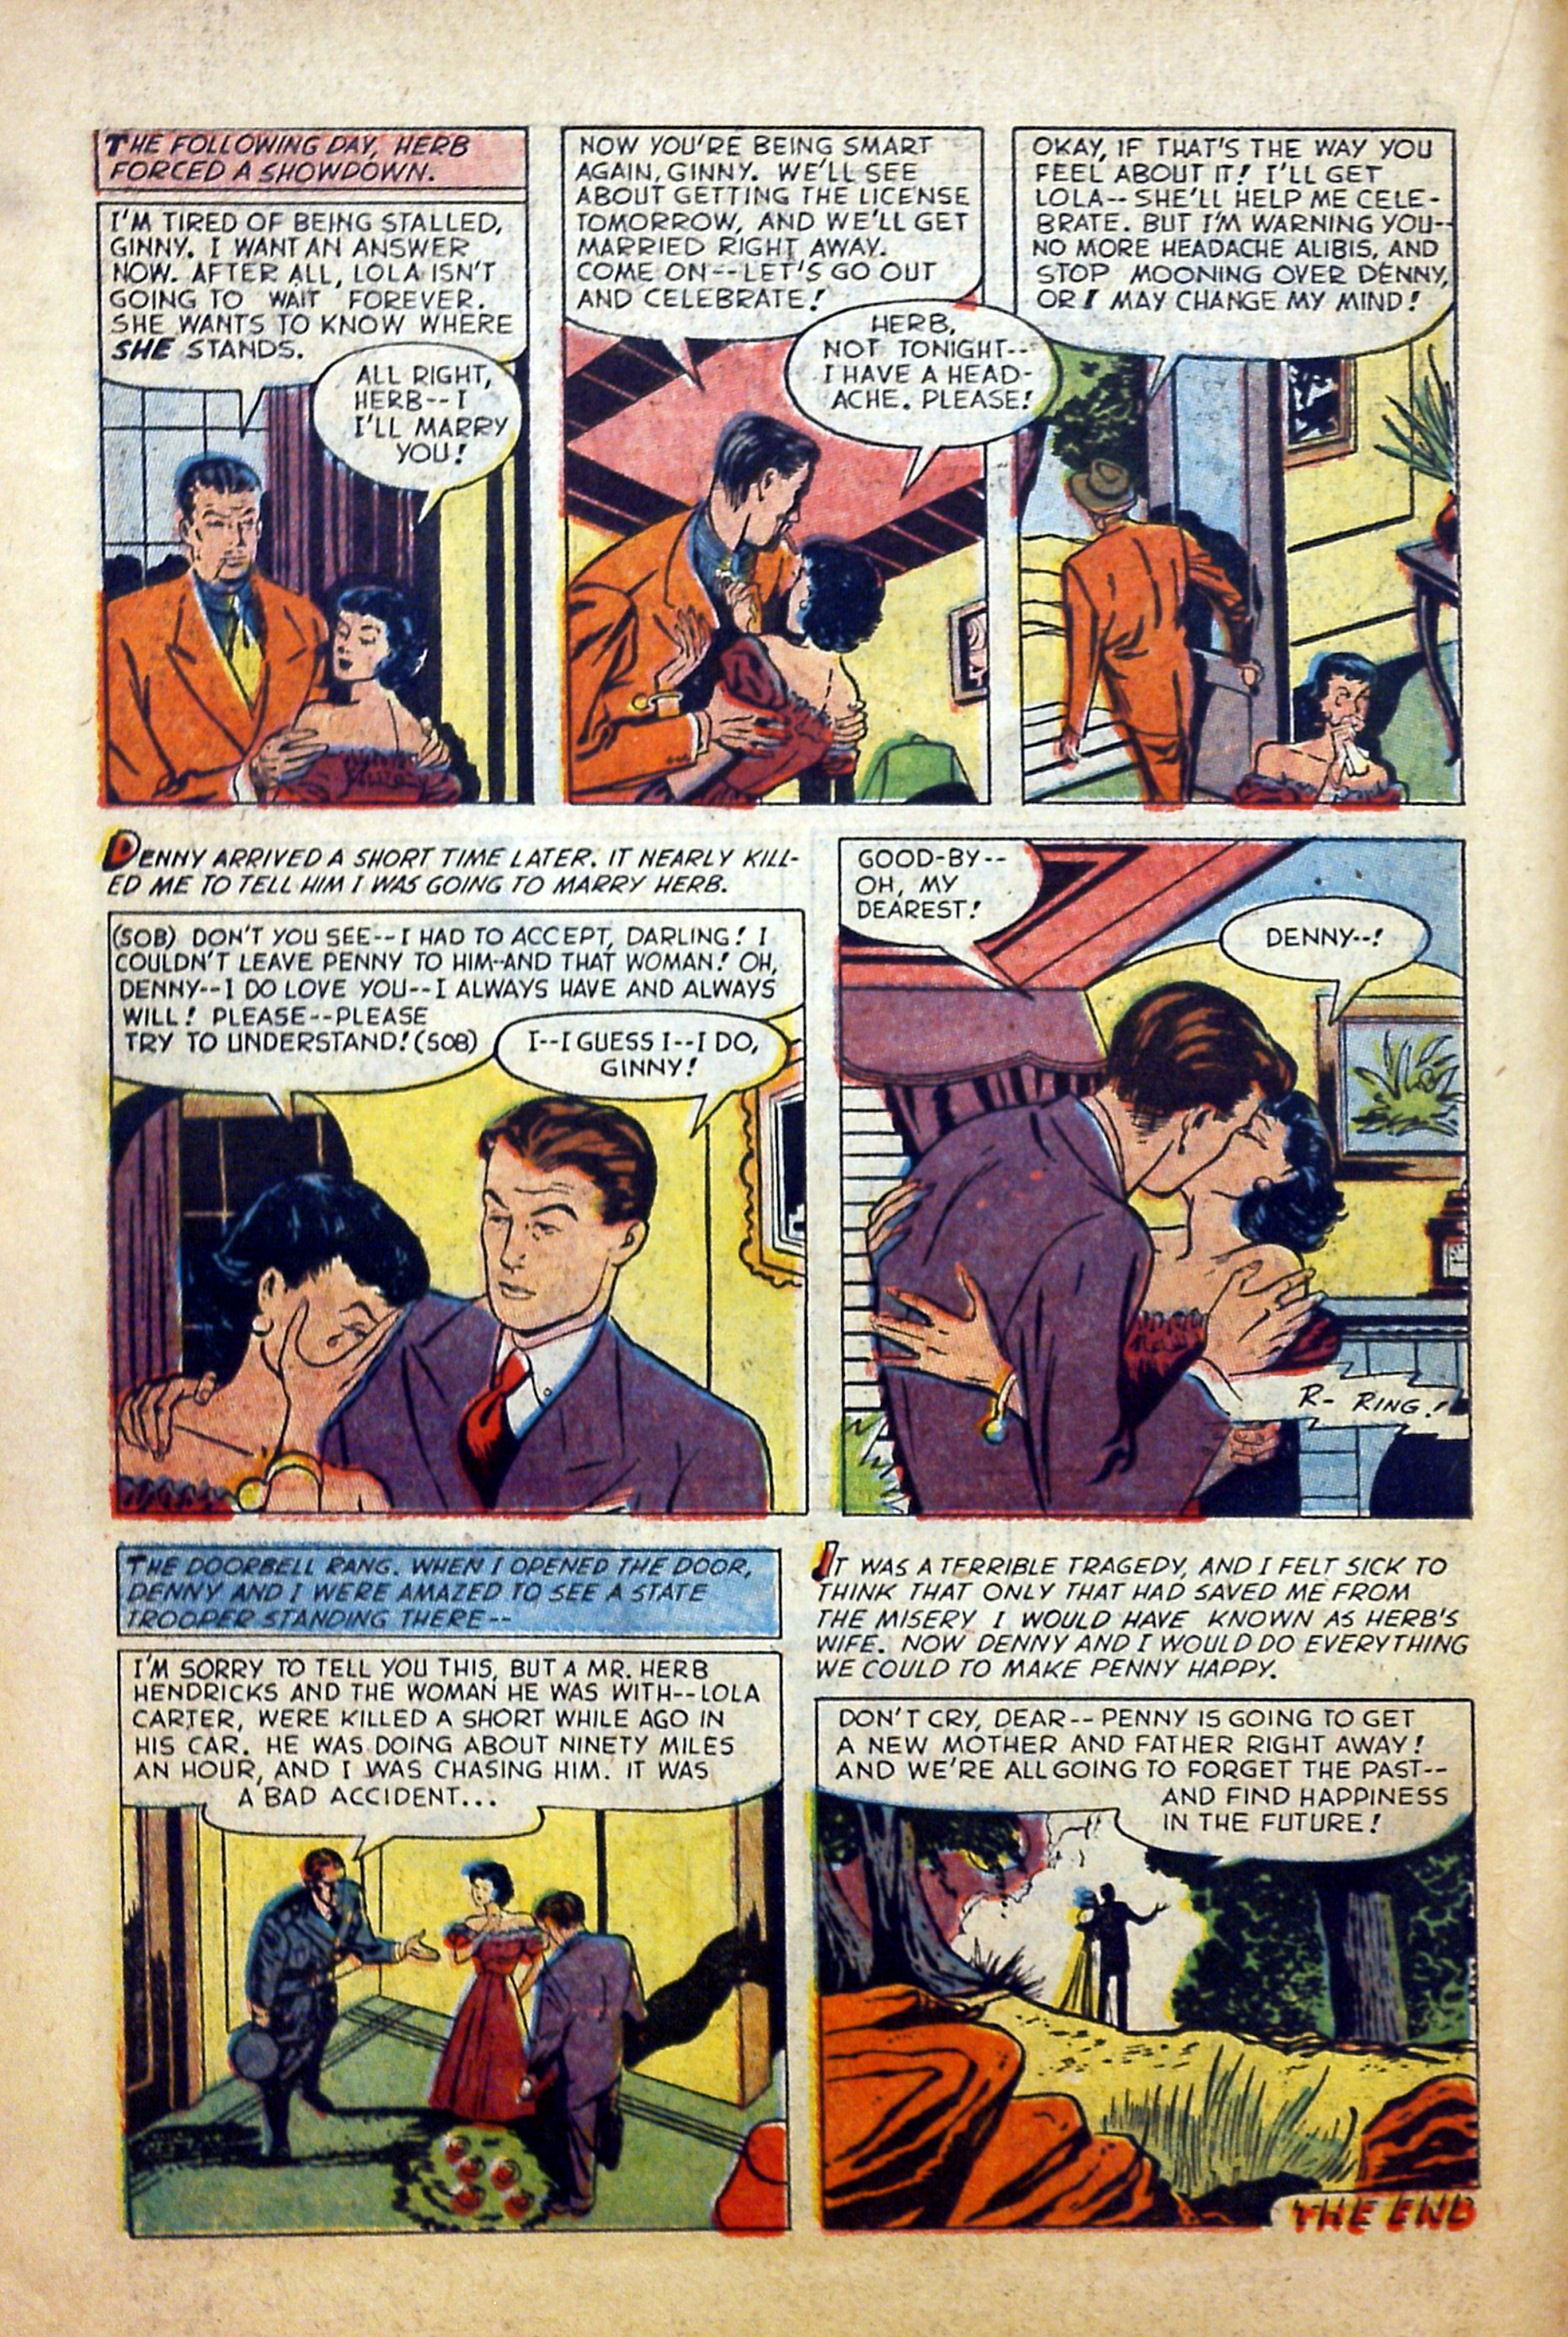 THE FOLLOWING DAY, HERB
FORCED A SHOWDOWN.
I'M TIRED OF BEING STALLED,
GINNY. I WANT AN ANSWER
NOW. AFTER ALL, LOLA ISN'T
GOING TO WAIT FOREVER.
SHE WANTS TO KNOW WHERE
SHE STANDS.
ALL RIGHT,
HERB--I
I'LL MARRY
YOU!
NOW YOU'RE BEING SMART
AGAIN, GINNY. WE'LL SEE
ABOUT GETTING THE LICENSE
TOMORROW, AND WE'LL GET
MARRIED RIGHT AWAY.
COME ON--LET'S GO OUT
AND CELEBRATE!
HERB,
NOT TONIGHT--
I HAVE A HEAD-
ACHE. PLEASE!
OKAY, IF THAT'S THE WAY YOU
FEEL ABOUT IT! I'LL GET
LOLA--SHE'LL HELP ME CELE-
BRATE. BUT I'M WARNING YOU--
NO MORE HEADACHE ALIBIS, AND
STOP MOONING OVER DENNY,
OR I MAY CHANGE MY MIND!
DENNY ARRIVED A SHORT TIME LATER. IT NEARLY KILL-
ED ME TO TELL HIM I WAS GOING TO MARRY HERB.
(SOB) DON'T YOU SEE--I HAD TO ACCEPT, DARLING! I
COULDN'T LEAVE PENNY TO HIM--AND THAT WOMAN! OH,
DENNY--I DO LOVE YOU--I ALWAYS HAVE AND ALWAYS
WILL! PLEASE--PLEASE
TRY TO UNDERSTAND! (SOB)
I--I GUESS I--I DO,
GINNY!
GOOD-BY--
OH, MY
DEAREST!
DENNY--!
R- RING!
THE DOORBELL RANG. WHEN I OPENED THE DOOR,
DENNY AND I WERE AMAZED TO SEE A STATE
TROOPER STANDING THERE--
I'M SORRY TO TELL YOU THIS, BUT A MR. HERB
HENDRICKS AND THE WOMAN HE WAS WITH--LOLA
CARTER, WERE KILLED A SHORT WHILE AGO IN
HIS CAR. HE WAS DOING ABOUT NINETY MILES
AN HOUR, AND I WAS CHASING HIM. IT WAS
A BAD ACCIDENT...
IT WAS A TERRIBLE TRAGEDY, AND I FELT SICK TO
THINK THAT ONLY THAT HAD SAVED ME FROM
THE MISERY I WOULD HAVE KNOWN AS HERB'S
WIFE. NOW DENNY AND I WOULD DO EVERYTHING
WE COULD TO MAKE PENNY HAPPY.
DON'T CRY, DEAR--PENNY IS GOING TO GET
A NEW MOTHER AND FATHER RIGHT AWAY!
AND WE'RE ALL GOING TO FORGET THE PAST--
AND FIND HAPPINESS
IN THE FUTURE!
THE END